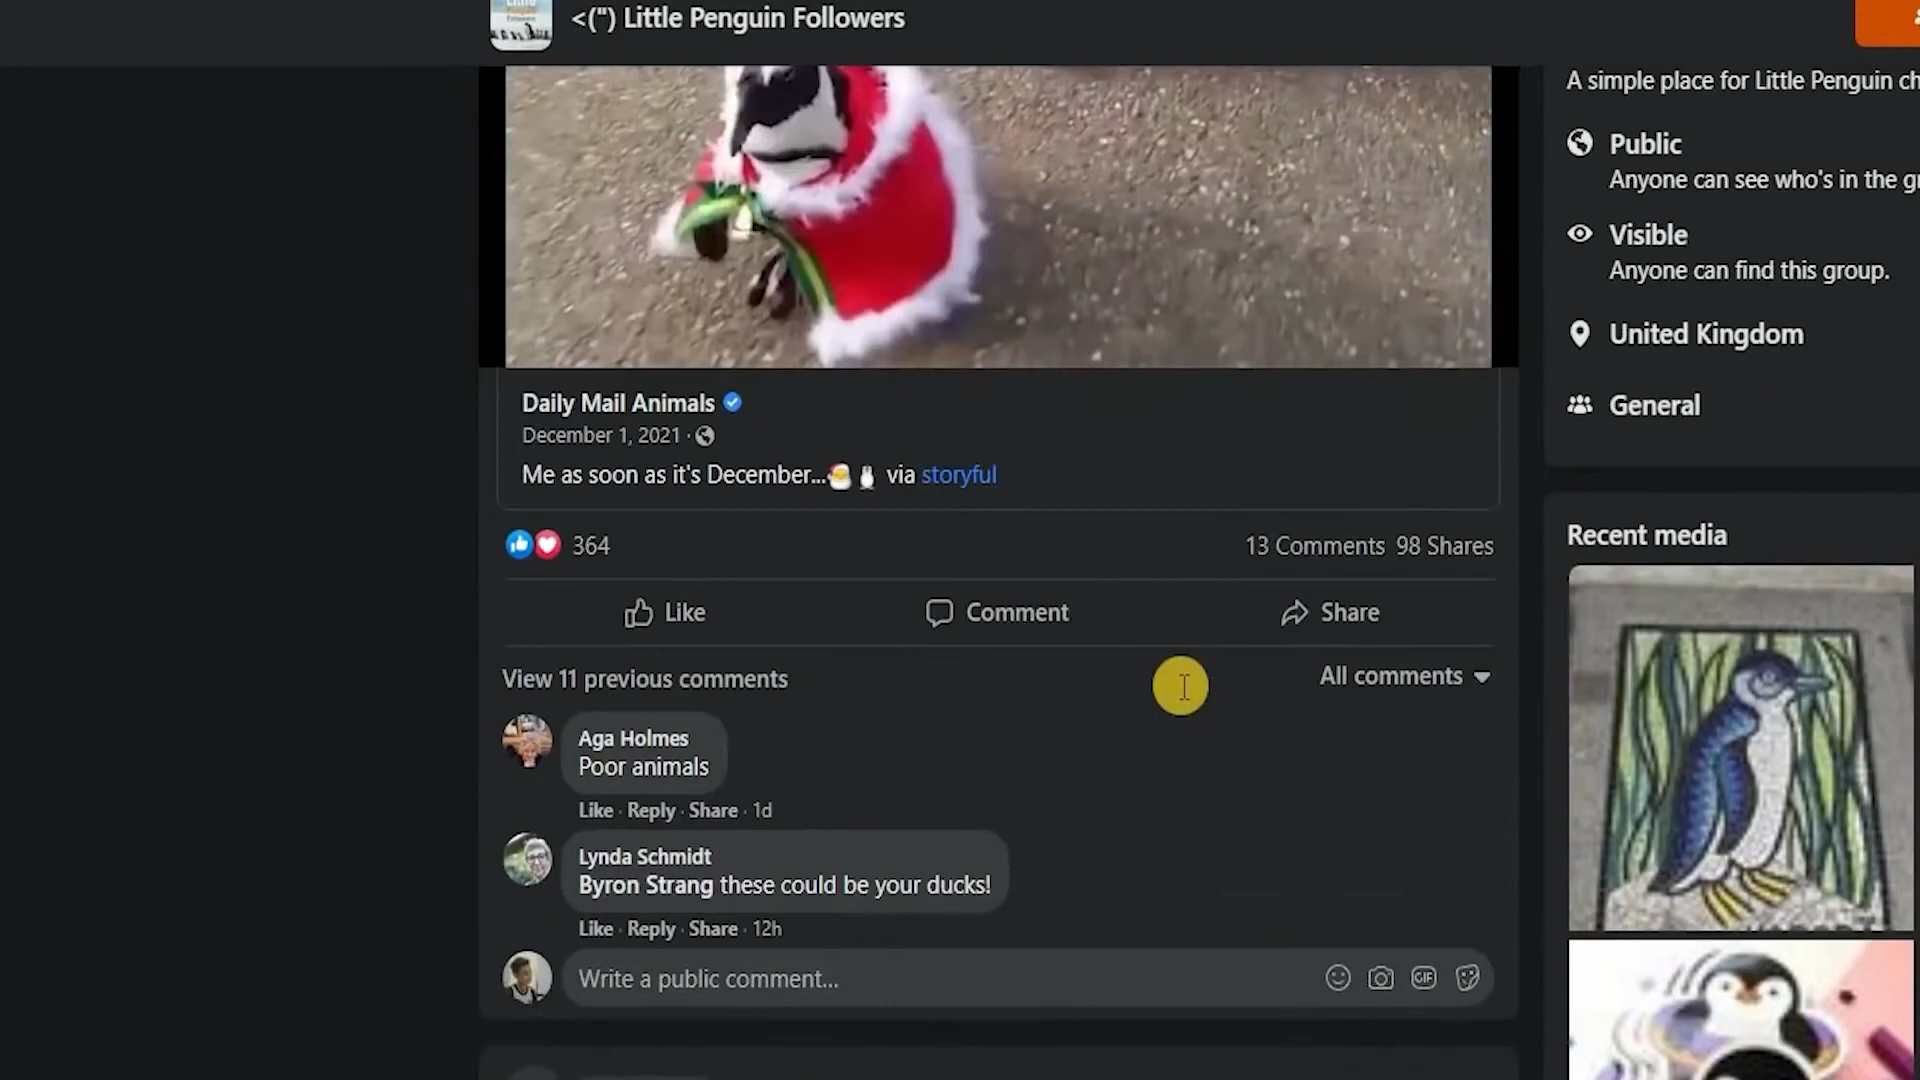 <(") Little Penguin Followers
A simple place for Little Penguin ch
Public
Anyone can see who's in the gr
Visible
Anyone can find this group.
United Kingdom
General
Daily Mail Animals
December 1, 2021 ·
Me as soon as it's December...🎅🐧 via storyful
364
13 Comments 98 Shares
Like
Comment
Share
View 11 previous comments
All comments
Aga Holmes
Poor animals
Like · Reply · Share · 1d
Lynda Schmidt
Byron Strang these could be your ducks!
Like · Reply · Share · 12h
Write a public comment...
GIF
Recent media